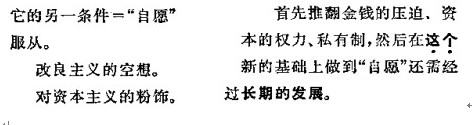 它的另一条件＝“自愿”
服从。
改良主义的空想。
对资本主义的粉饰。
首先推翻金钱的压迫、资
本的权力、私有制，然后在这个
新的基础上做到“自愿”还需经
过长期的发展。